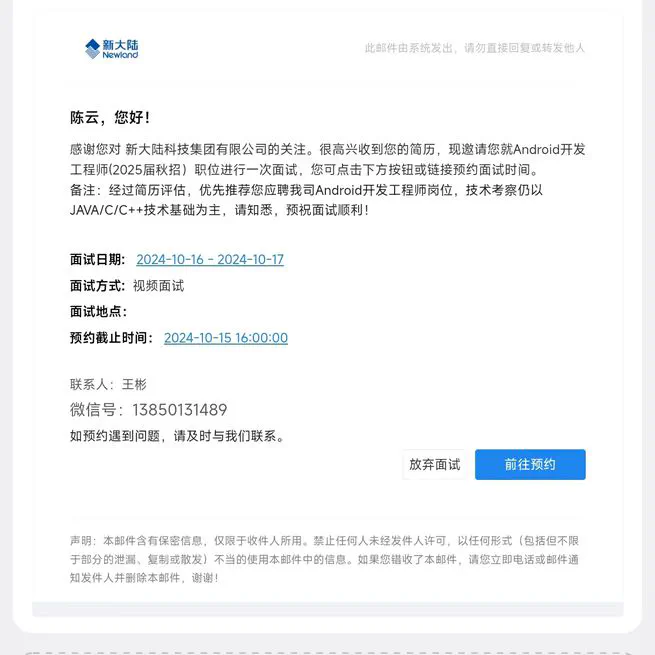 新大陆
Newland
此邮件由系统发出，请勿直接回复或转发他人
陈云，您好！
感谢您对 新大陆科技集团有限公司的关注。很高兴收到您的简历，现邀请您就Android开发
工程师(2025届秋招）职位进行一次面试，您可点击下方按钮或链接预约面试时间。
备注：经过简历评估，优先推荐您应聘我司Android开发工程师岗位，技术考察仍以
JAVA/C/C++技术基础为主，请知悉，预祝面试顺利！
面试日期： 2024-10-16 - 2024-10-17
面试方式：视频面试
面试地点：
预约截止时间： 2024-10-15 16:00:00
联系人：王彬
微信号：13850131489
如预约遇到问题，请及时与我们联系。
放弃面试 前往预约
声明：本邮件含有保密信息，仅限于收件人所用。禁止任何人未经发件人许可，以任何形式（包括但不限
于部分的泄漏、复制或散发）不当的使用本邮件中的信息。如果您错收了本邮件，请您立即电话或邮件通
知发件人并删除本邮件，谢谢！